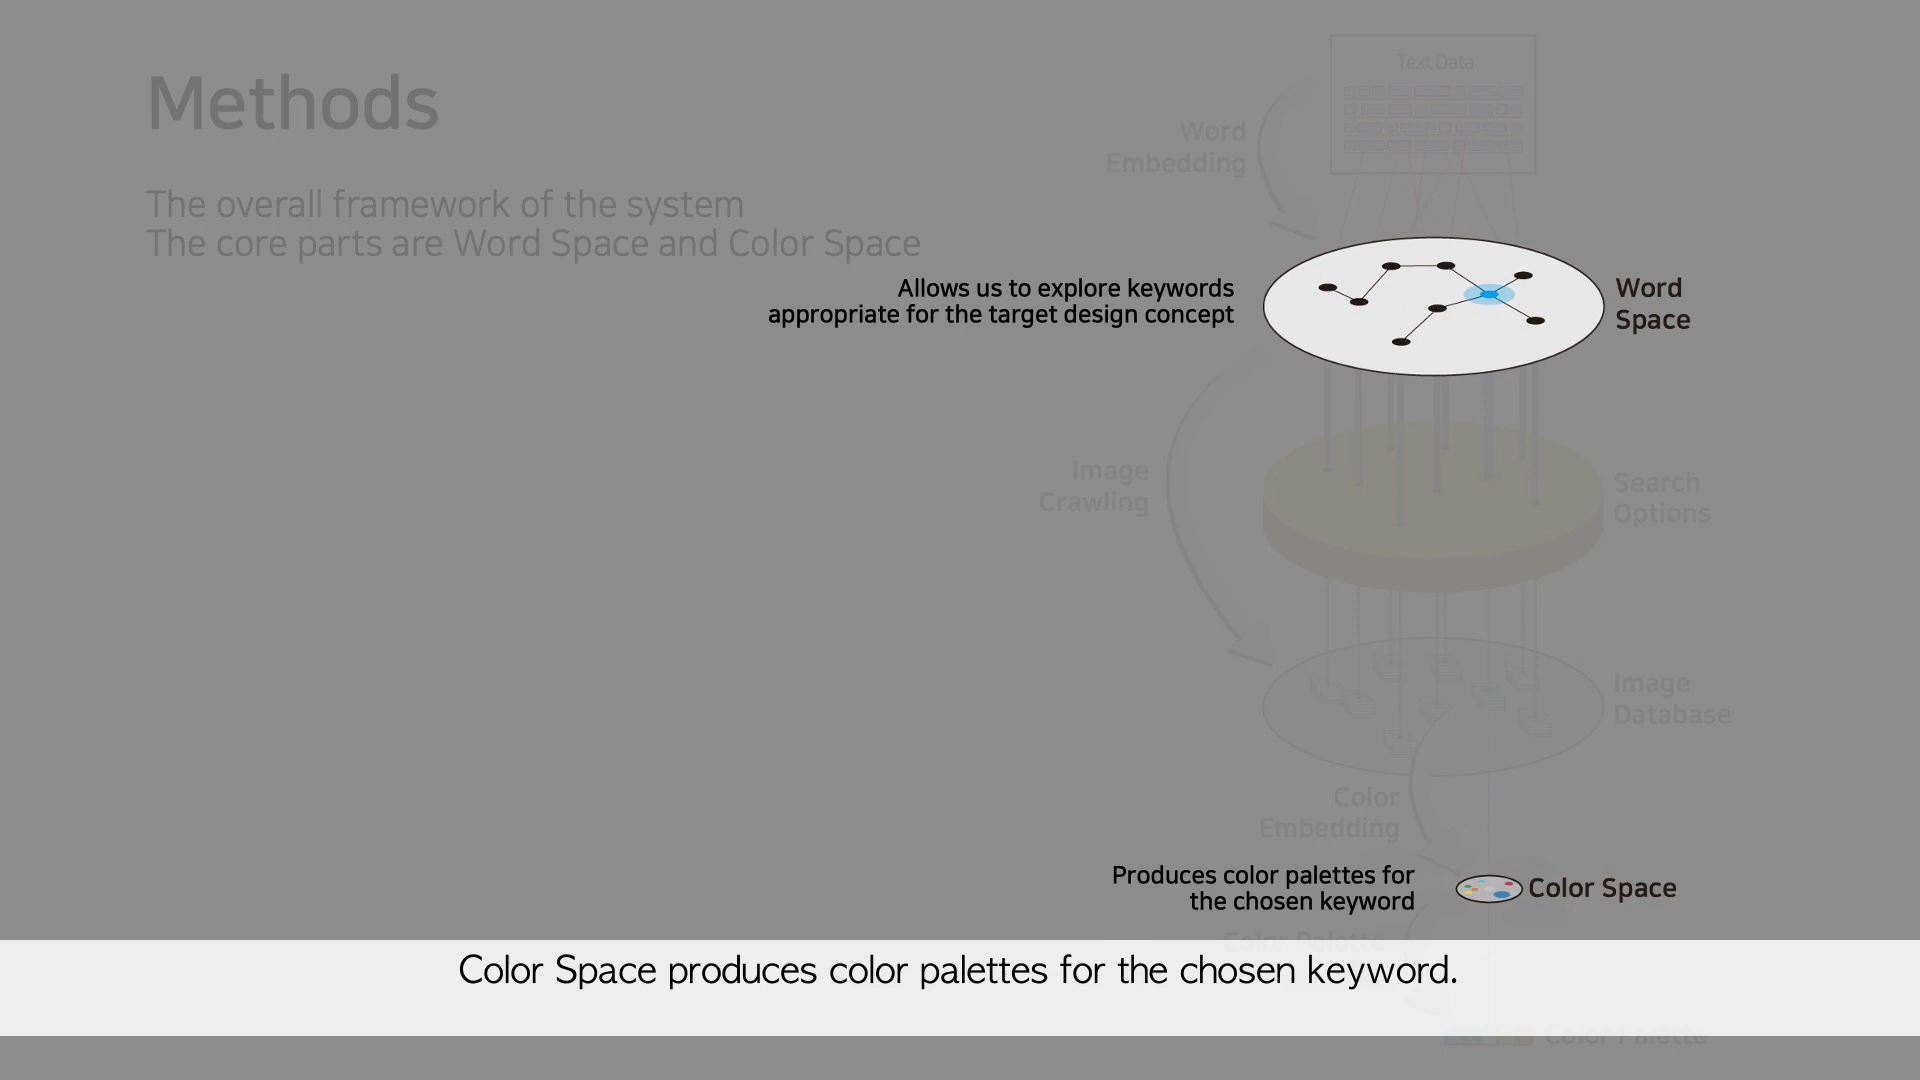 Methods
The overall framework of the system
The core parts are Word Space and Color Space
Text Data
Word
Embedding
Allows us to explore keywords
appropriate for the target design concept
Word
Space
Image
Crawling
Search
Options
Image
Database
Color
Embedding
Produces color palettes for
the chosen keyword
Color Space
Color Palette
Color Space produces color palettes for the chosen keyword.
Color Palette